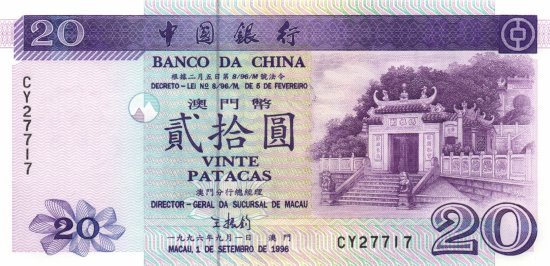 20 中國銀行
BANCO DA CHINA
根據二月五日第 8/96/M 號法令
DECRETO – LEI Nº 8/96/M, DE 5 DE FEVEREIRO
澳門幣
貳拾圓
VINTE
PATACAS
澳門分行總經理
DIRECTOR – GERAL DA SUCURSAL DE MACAU
王振鈞
一九九六年九月一日 澳門
MACAU, 1 DE SETEMBRO DE 1996
CY27717
20
CY27717
20